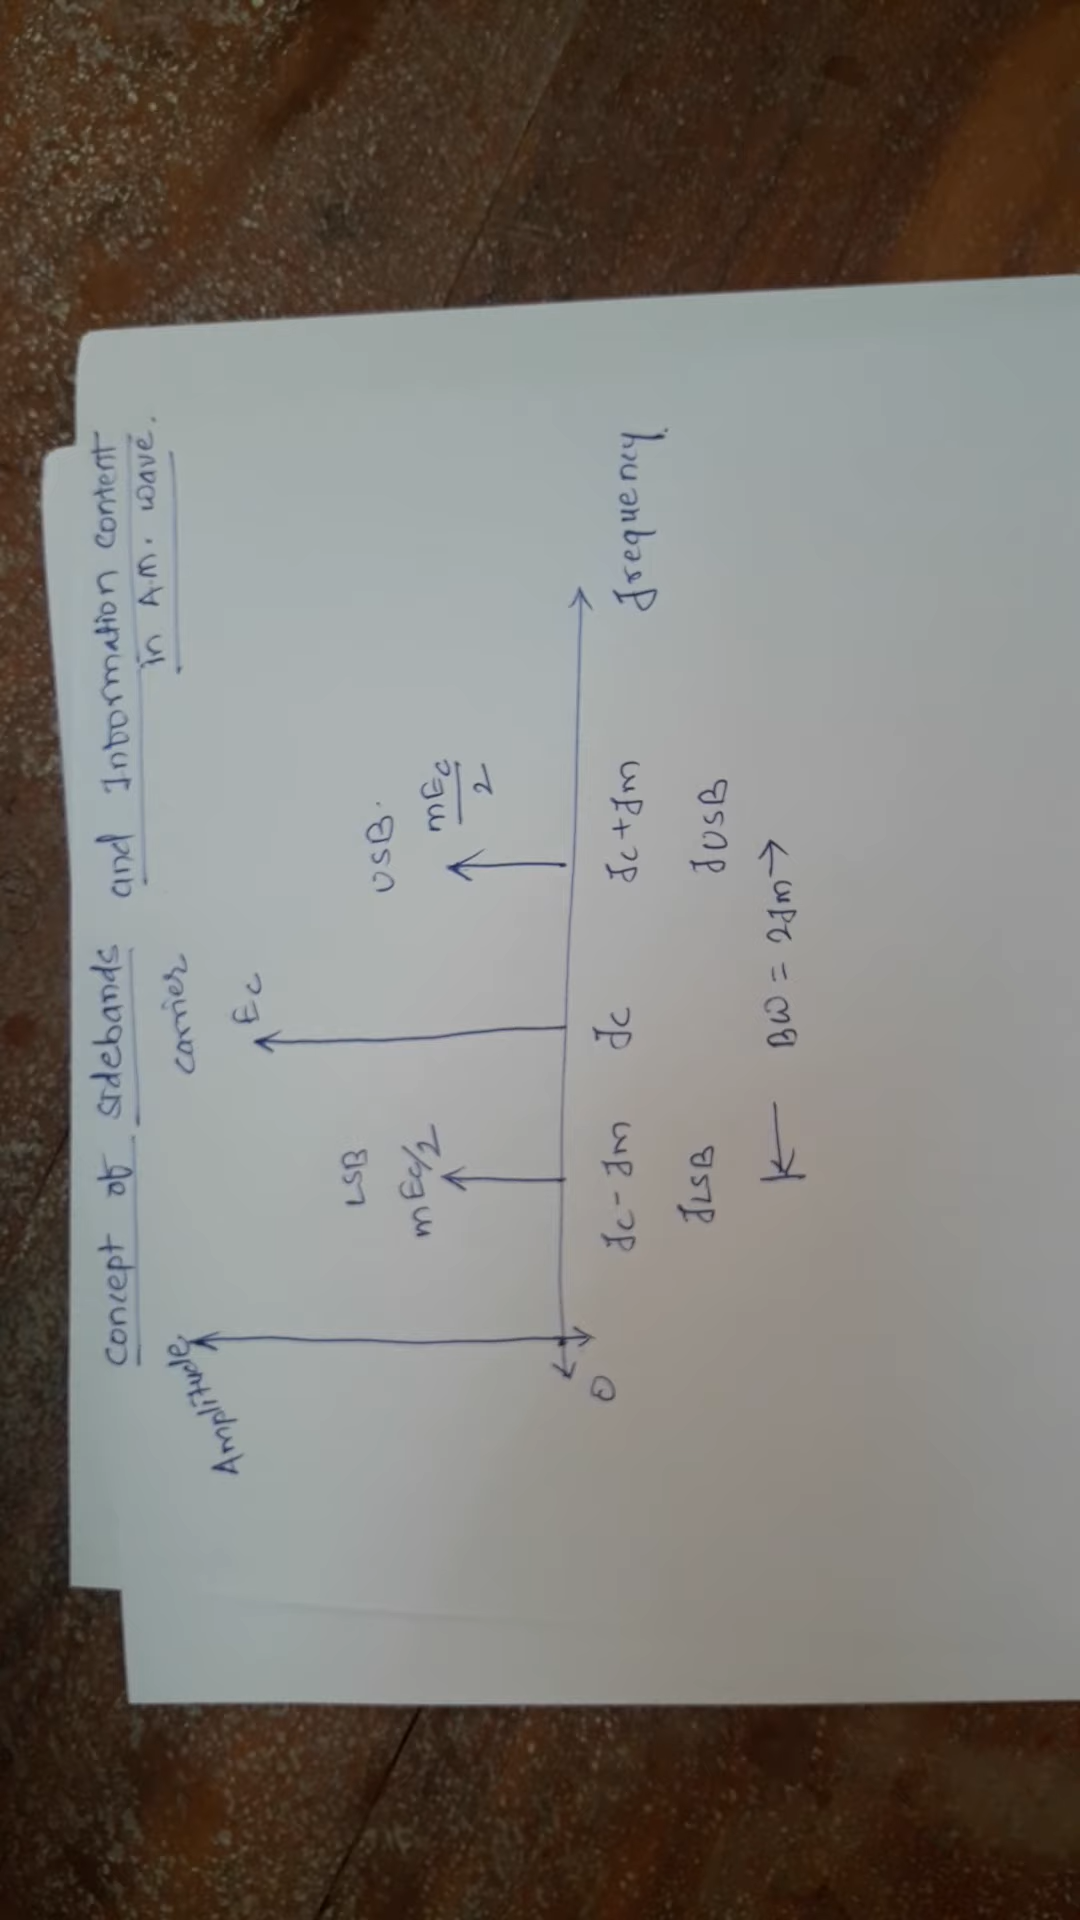 Concept of sidebands and Information content
in A.M. wave.
Amplitude
carrier
Ec
LSB
mEc/2
USB.
mEc/2
0
fc-fm
fc
fc+fm
frequency
fLSB
fUSB
BW = 2fm